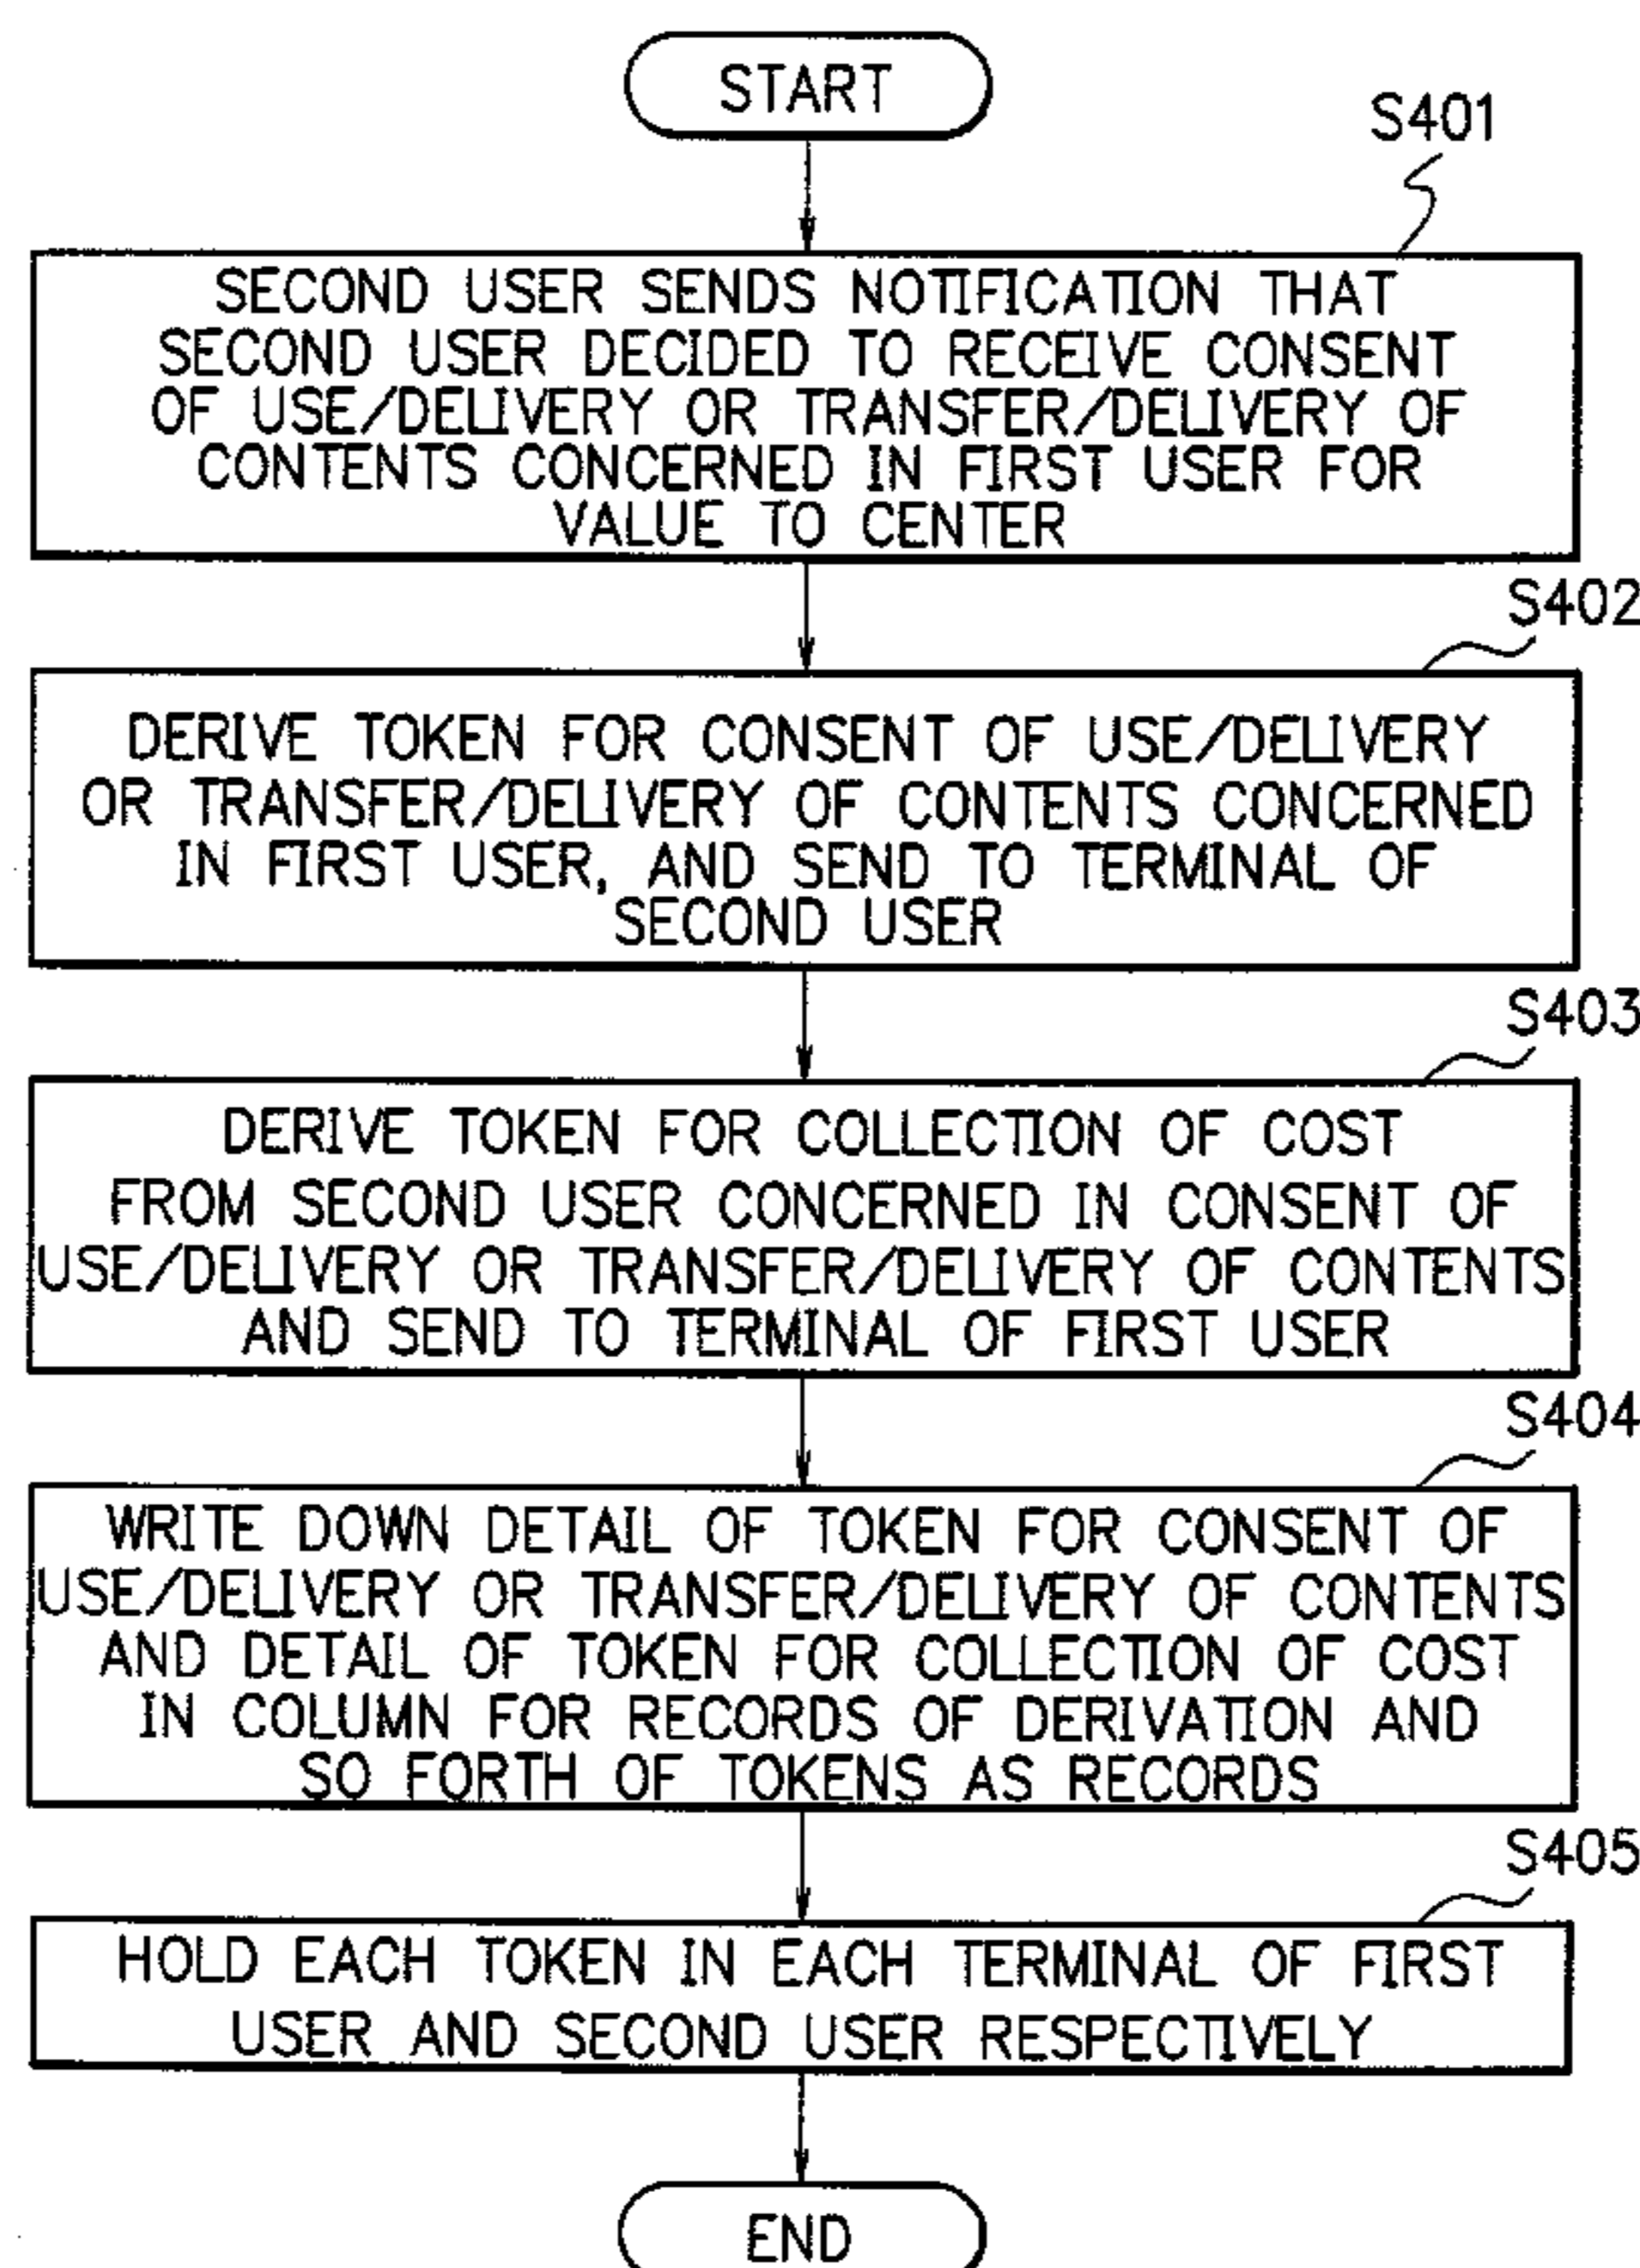 START
S401
SECOND USER SENDS NOTIFICATION THAT
SECOND USER DECIDED TO RECEIVE CONSENT
OF USE/DELIVERY OR TRANSFER/DELIVERY OF
CONTENTS CONCERNED IN FIRST USER FOR
VALUE TO CENTER
S402
DERIVE TOKEN FOR CONSENT OF USE/DELIVERY
OR TRANSFER/DELIVERY OF CONTENTS CONCERNED
IN FIRST USER, AND SEND TO TERMINAL OF
SECOND USER
S403
DERIVE TOKEN FOR COLLECTION OF COST
FROM SECOND USER CONCERNED IN CONSENT OF
USE/DELIVERY OR TRANSFER/DELIVERY OF CONTENTS
AND SEND TO TERMINAL OF FIRST USER
S404
WRITE DOWN DETAIL OF TOKEN FOR CONSENT OF
USE/DELIVERY OR TRANSFER/DELIVERY OF CONTENTS
AND DETAIL OF TOKEN FOR COLLECTION OF COST
IN COLUMN FOR RECORDS OF DERIVATION AND
SO FORTH OF TOKENS AS RECORDS
S405
HOLD EACH TOKEN IN EACH TERMINAL OF FIRST
USER AND SECOND USER RESPECTIVELY
END